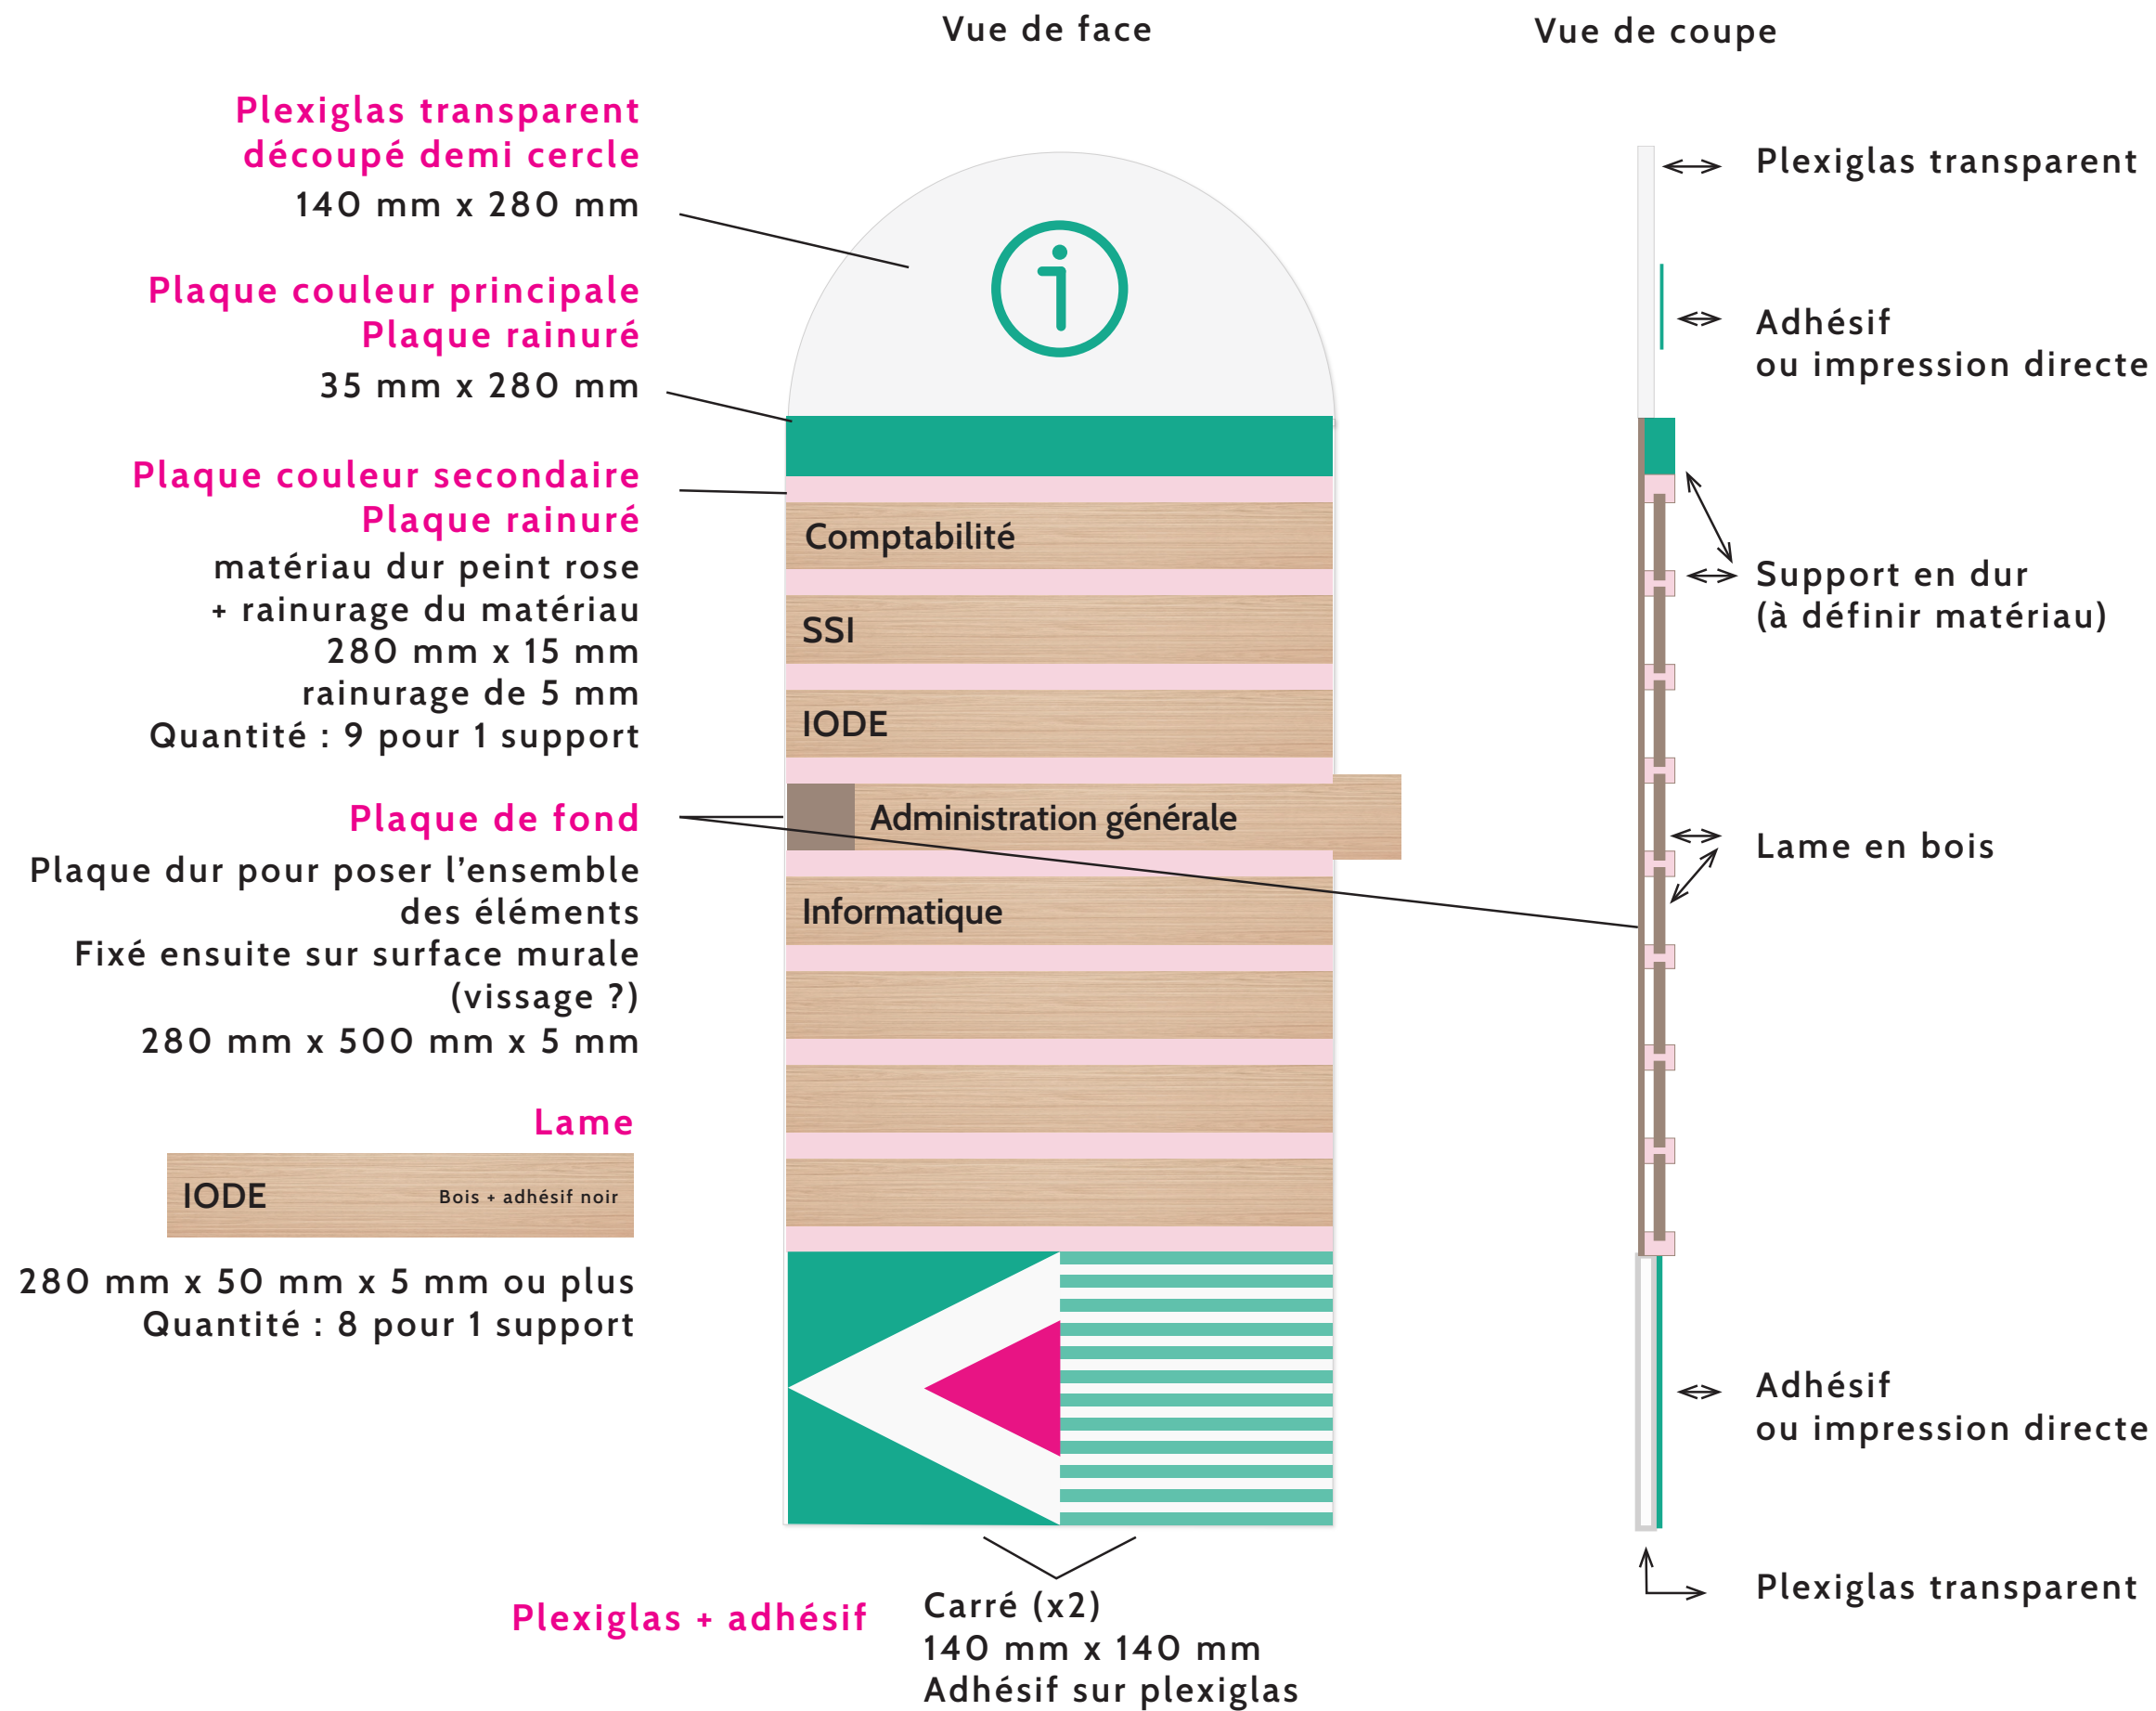 Vue de face
Vue de coupe
Plexiglas transparent
découpé demi cercle
140 mm x 280 mm
Plaque couleur principale
Plaque rainuré
35 mm x 280 mm
Plaque couleur secondaire
Plaque rainuré
matériau dur peint rose
+ rainurage du matériau
280 mm x 15 mm
rainurage de 5 mm
Quantité : 9 pour 1 support
Plaque de fond
Plaque dur pour poser l'ensemble
des éléments
Fixé ensuite sur surface murale
(vissage ?)
280 mm x 500 mm x 5 mm
Lame
IODE
Bois + adhésif noir
280 mm x 50 mm x 5 mm ou plus
Quantité : 8 pour 1 support
i
Comptabilité
SSI
IODE
Administration générale
Informatique
Plexiglas + adhésif
Carré (x2)
140 mm x 140 mm
Adhésif sur plexiglas
Plexiglas transparent
Adhésif
ou impression directe
Support en dur
(à définir matériau)
Lame en bois
Adhésif
ou impression directe
Plexiglas transparent